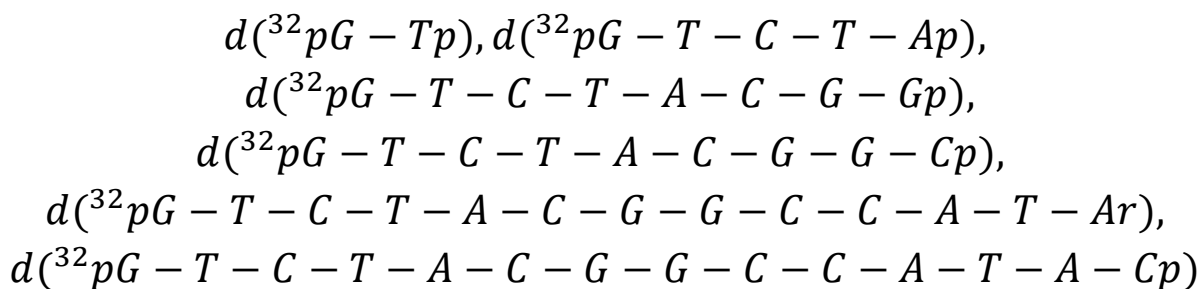 d(³²pG − Tp), d(³²pG − T − C − T − Ap),
d(³²pG − T − C − T − A − C − G − Gp),
d(³²pG − T − C − T − A − C − G − G − Cp),
d(³²pG − T − C − T − A − C − G − G − C − C − A − T − Ar),
d(³²pG − T − C − T − A − C − G − G − C − C − A − T − A − Cp)